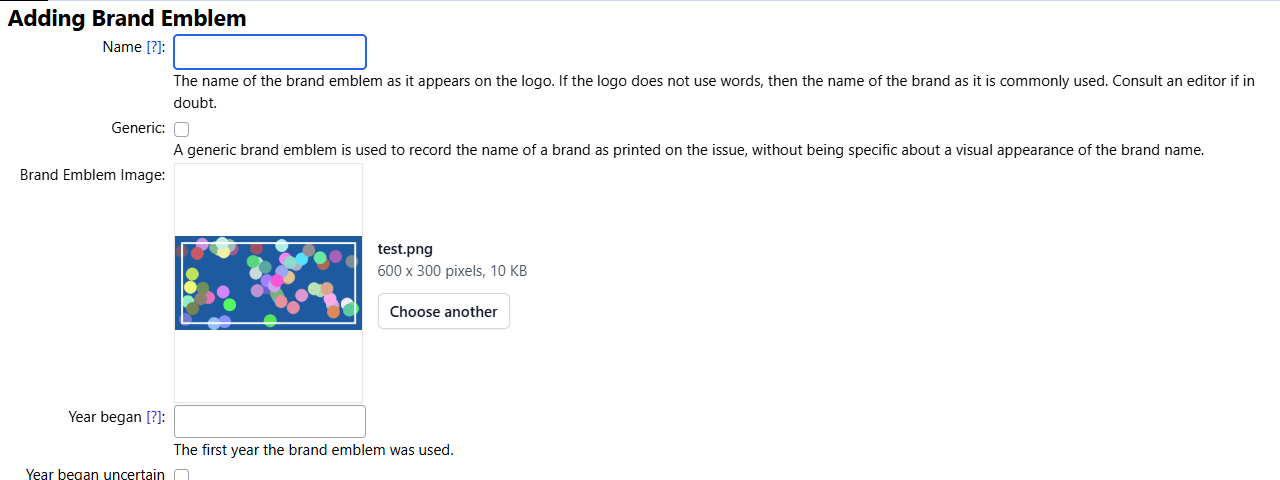 Adding Brand Emblem
Name [?]:
The name of the brand emblem as it appears on the logo. If the logo does not use words, then the name of the brand as it is commonly used. Consult an editor if in
doubt.
Generic:
A generic brand emblem is used to record the name of a brand as printed on the issue, without being specific about a visual appearance of the brand name.
Brand Emblem Image:
test.png
600 x 300 pixels, 10 KB
Choose another
Year began [?]:
The first year the brand emblem was used.
Year began uncertain